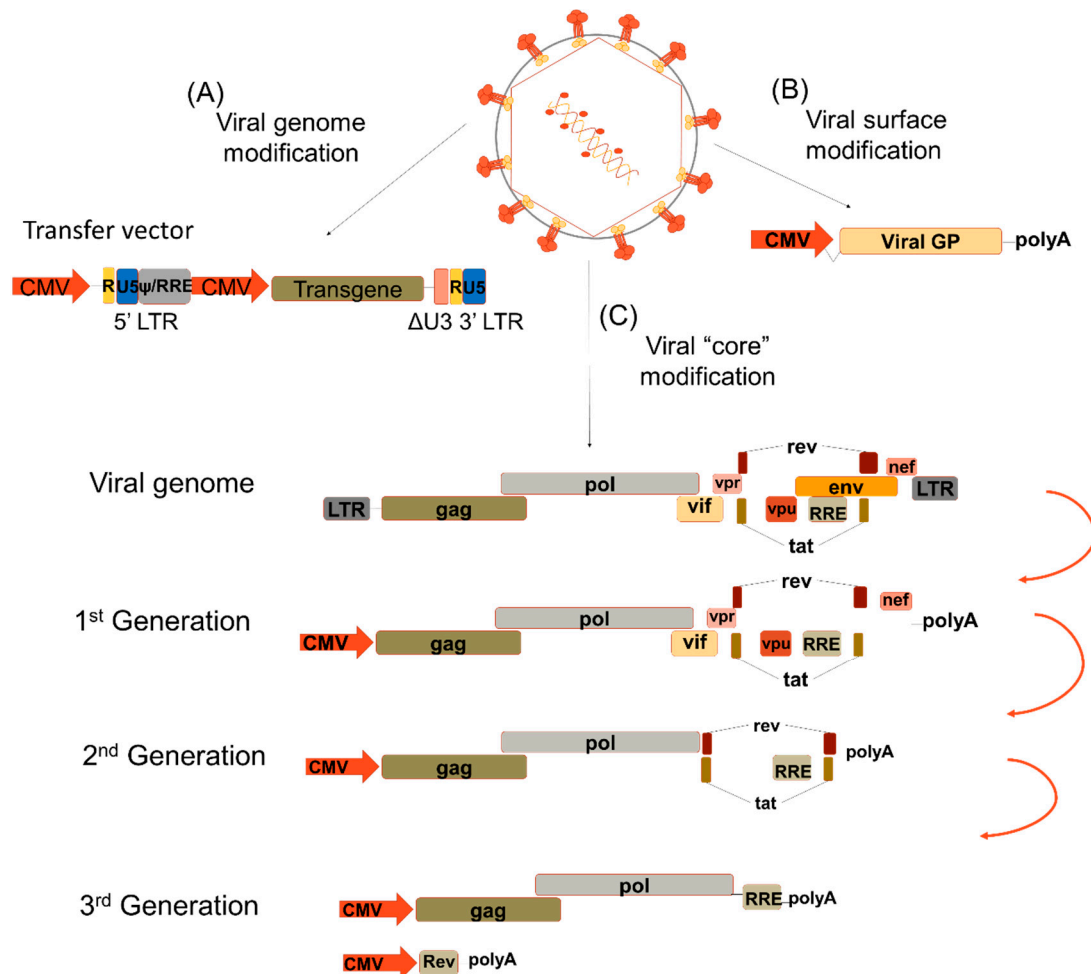 (A)
Viral genome
modification
(B)
Viral surface
modification
Transfer vector
CMV R U5 ψ/RRE CMV Transgene R U5
5’ LTR ΔU3 3’ LTR
CMV Viral GP polyA
(C)
Viral “core”
modification
rev
Viral genome LTR gag pol vif vpr vpu env RRE nef LTR
tat
rev
1st Generation CMV gag pol vif vpr vpu RRE nef polyA
tat
rev
2nd Generation CMV gag pol RRE polyA
tat
3rd Generation CMV gag pol RRE polyA
CMV Rev polyA